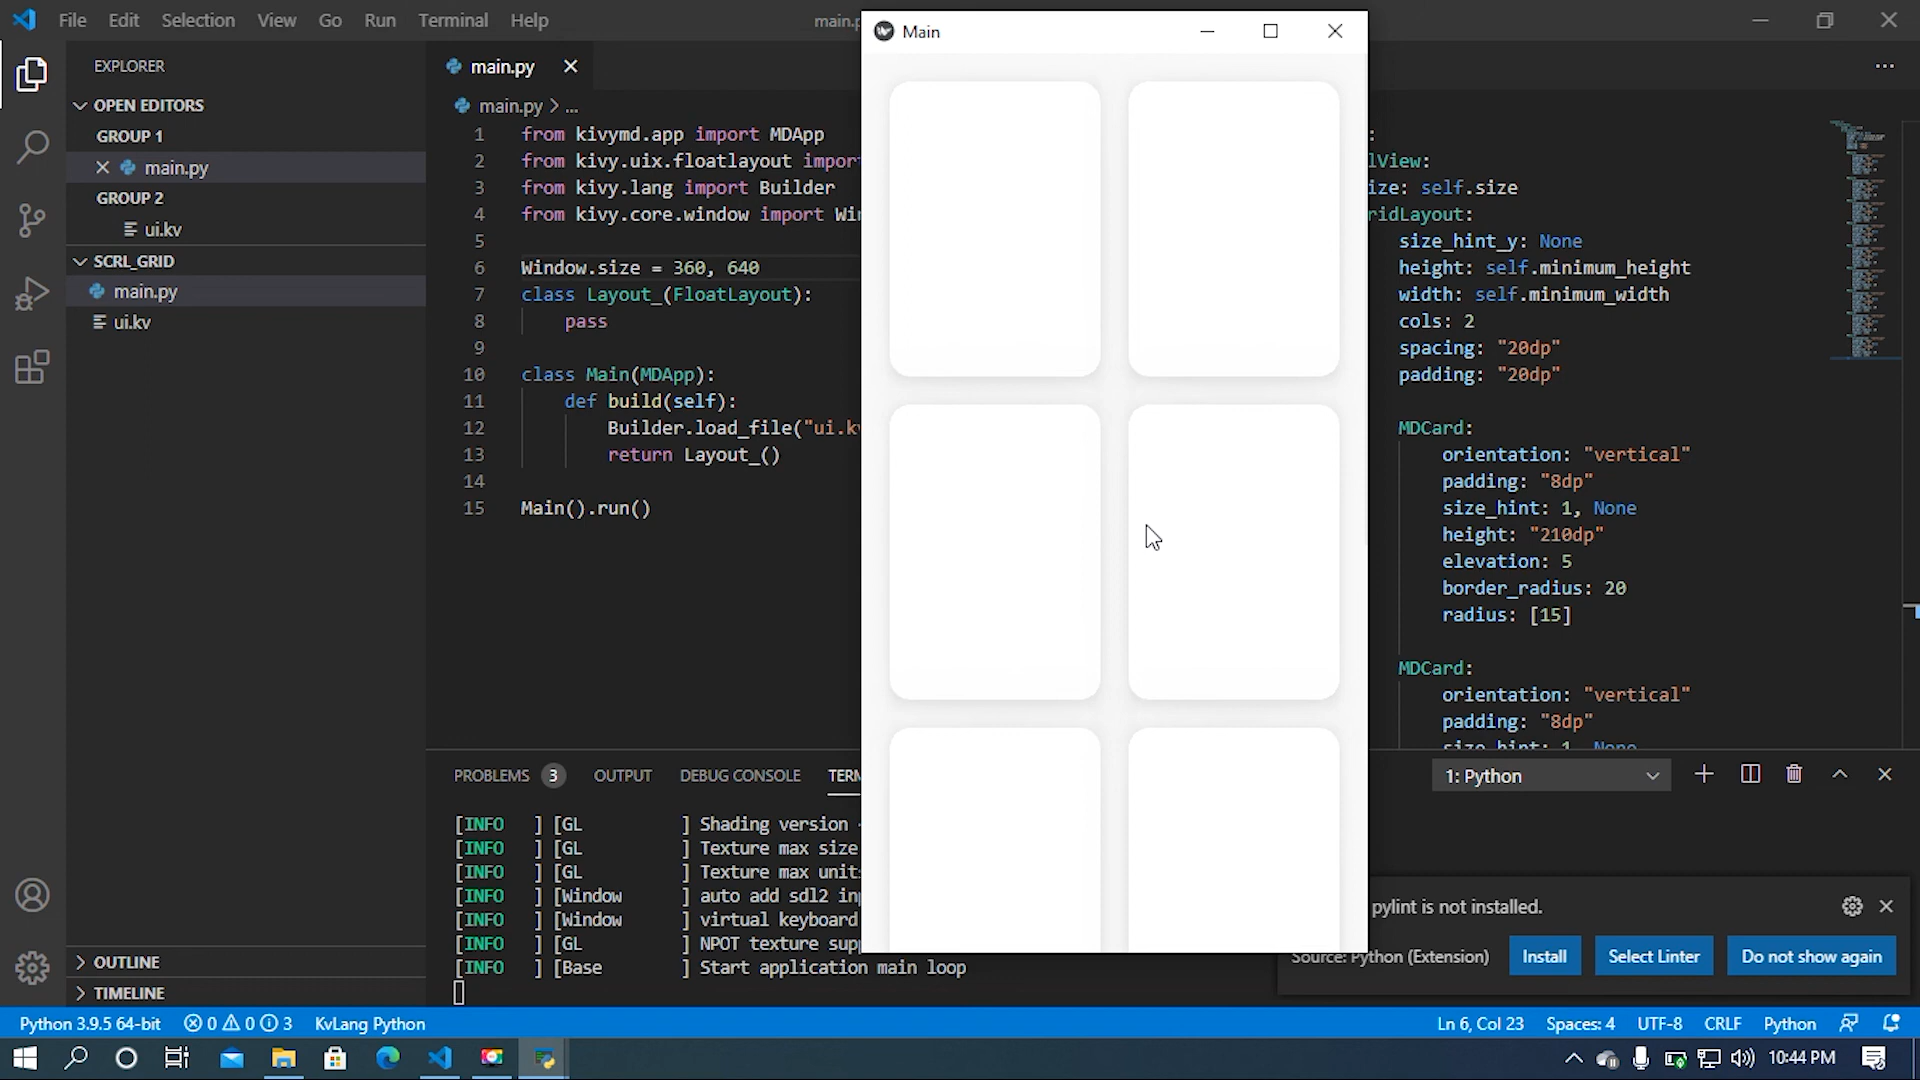 File Edit Selection View Go Run Terminal Help
main.p
Main
EXPLORER
OPEN EDITORS
GROUP 1
main.py
GROUP 2
ui.kv
SCRL_GRID
main.py
ui.kv
OUTLINE
TIMELINE
main.py
main.py > ...
1 from kivymd.app import MDApp
2 from kivy.uix.floatlayout impor
3 from kivy.lang import Builder
4 from kivy.core.window import Wi
5
6 Window.size = 360, 640
7 class Layout_(FloatLayout):
8 pass
9
10 class Main(MDApp):
11 def build(self):
12 Builder.load_file("ui.k
13 return Layout_()
14
15 Main().run()
:
lView:
ize: self.size
ridLayout:
size_hint_y: None
height: self.minimum_height
width: self.minimum_width
cols: 2
spacing: "20dp"
padding: "20dp"
MDCard:
orientation: "vertical"
padding: "8dp"
size_hint: 1, None
height: "210dp"
elevation: 5
border_radius: 20
radius: [15]
MDCard:
orientation: "vertical"
padding: "8dp"
size_hint: 1, None
PROBLEMS 3 OUTPUT DEBUG CONSOLE TERM
1: Python
[INFO ] [GL ] Shading version
[INFO ] [GL ] Texture max size
[INFO ] [GL ] Texture max unit
[INFO ] [Window ] auto add sdl2 in
[INFO ] [Window ] virtual keyboard
[INFO ] [GL ] NPOT texture sup
[INFO ] [Base ] Start application main loop
pylint is not installed.
Source: Python (Extension) Install Select Linter Do not show again
Python 3.9.5 64-bit 0 0 3 KvLang Python
Ln 6, Col 23 Spaces: 4 UTF-8 CRLF Python
10:44 PM